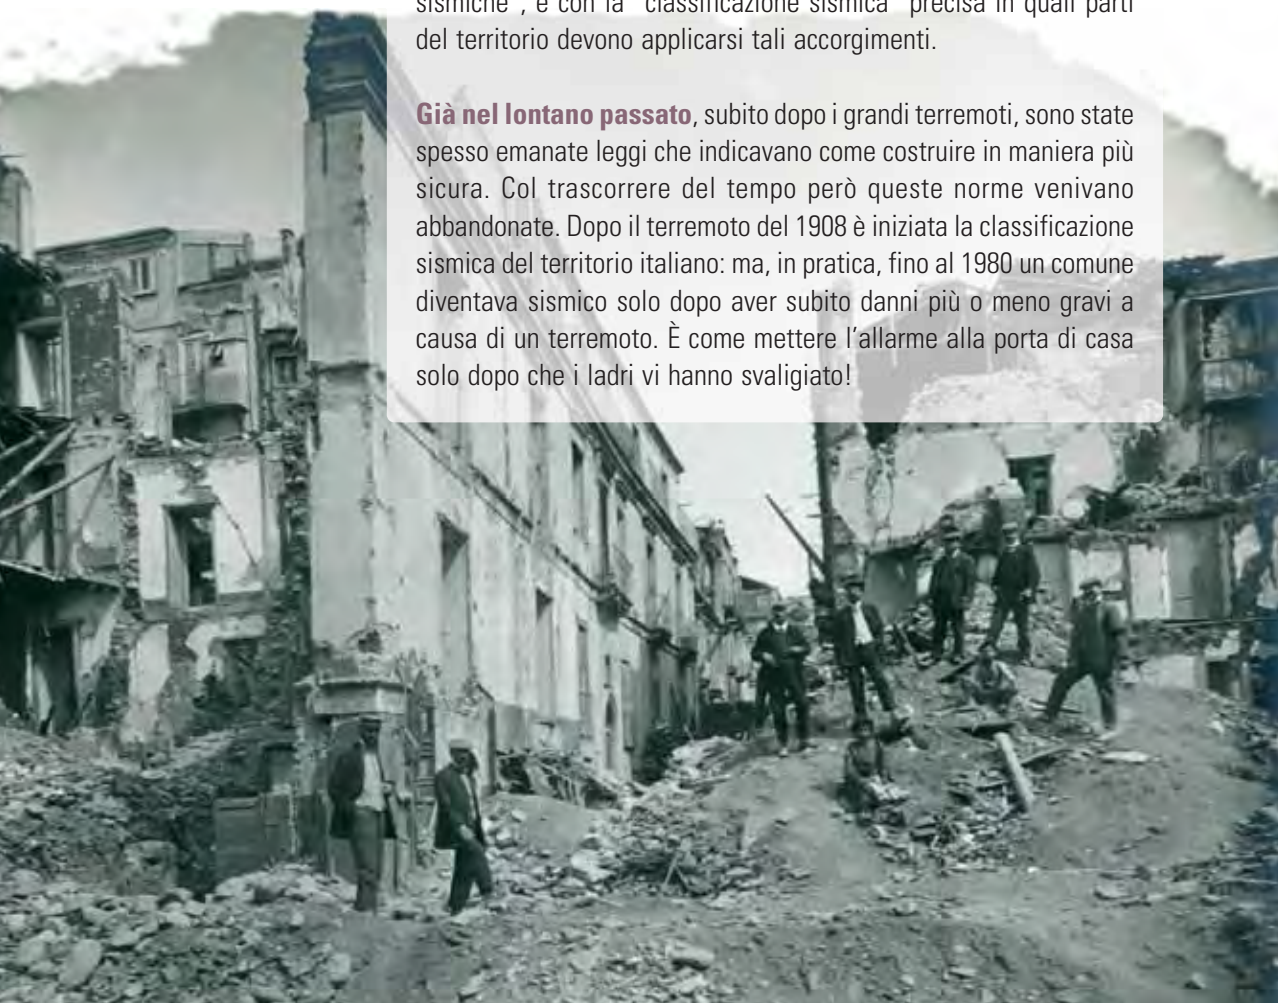 sismiche", e con la "classificazione sismica" precisa in quali parti
del territorio devono applicarsi tali accorgimenti.
Già nel lontano passato, subito dopo i grandi terremoti, sono state
spesso emanate leggi che indicavano come costruire in maniera più
sicura. Col trascorrere del tempo però queste norme venivano
abbandonate. Dopo il terremoto del 1908 è iniziata la classificazione
sismica del territorio italiano: ma, in pratica, fino al 1980 un comune
diventava sismico solo dopo aver subito danni più o meno gravi a
causa di un terremoto. È come mettere l'allarme alla porta di casa
solo dopo che i ladri vi hanno svaligiato!